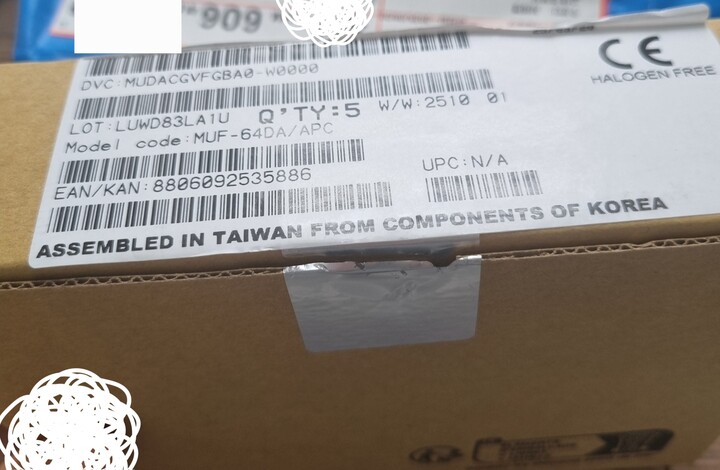 "909"
DVC:MUDACGVFGBA0-W0000
CE
HALOGEN FREE
LOT:LUWD83LA1U Q'TY:5 W/W:2510 01
Model code:MUF-64DA/APC
EAN/KAN:8806092535886
UPC:N/A
ASSEMBLED IN TAIWAN FROM COMPONENTS OF KOREA